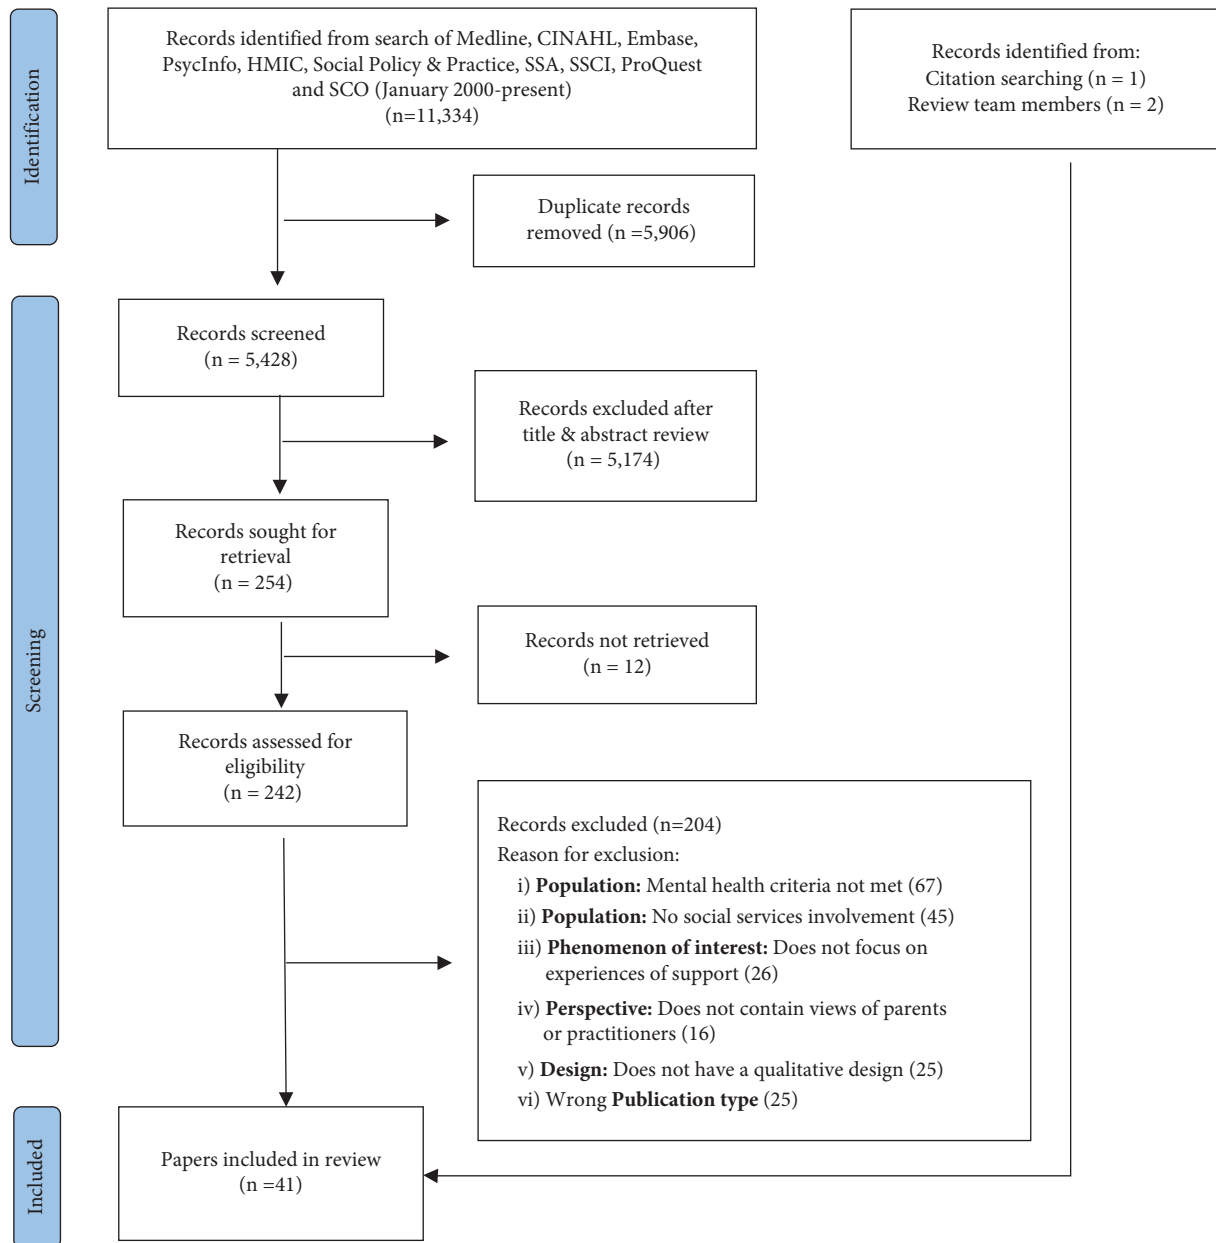 Identification
Records identified from search of Medline, CINAHL, Embase,
PsycInfo, HMIC, Social Policy & Practice, SSA, SSCI, ProQuest
and SCO (January 2000-present)
(n=11,334)
Records identified from:
Citation searching (n = 1)
Review team members (n = 2)
Duplicate records
removed (n =5,906)
Screening
Records screened
(n = 5,428)
Records excluded after
title & abstract review
(n = 5,174)
Records sought for
retrieval
(n = 254)
Records not retrieved
(n = 12)
Records assessed for
eligibility
(n = 242)
Records excluded (n=204)
Reason for exclusion:
i) Population: Mental health criteria not met (67)
ii) Population: No social services involvement (45)
iii) Phenomenon of interest: Does not focus on
experiences of support (26)
iv) Perspective: Does not contain views of parents
or practitioners (16)
v) Design: Does not have a qualitative design (25)
vi) Wrong Publication type (25)
Included
Papers included in review
(n =41)